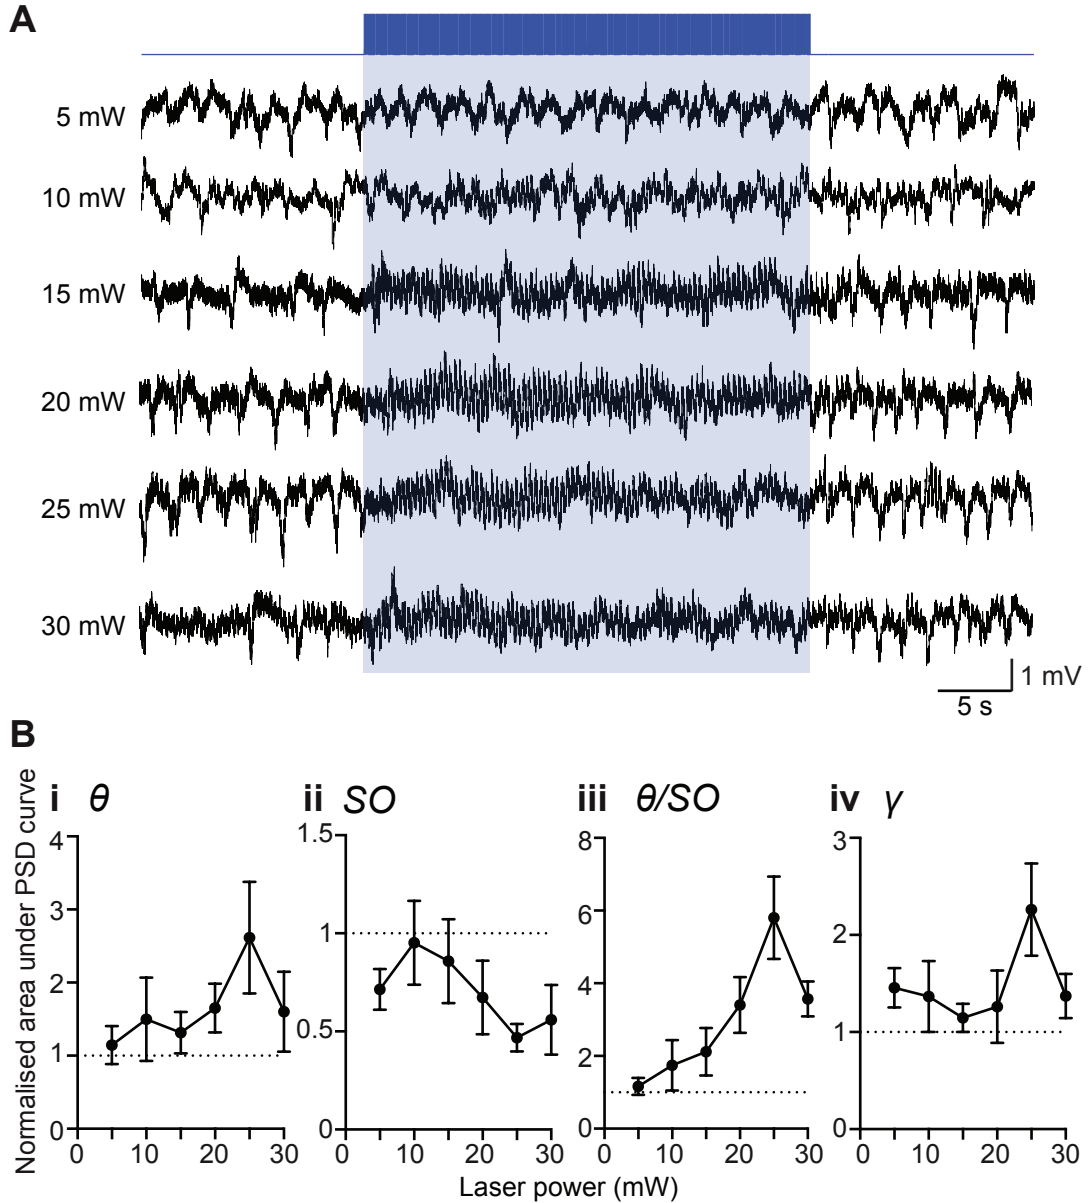 A
5 mW
10 mW
15 mW
20 mW
25 mW
30 mW
1 mV
5 s
B
Normalised area under PSD curve
i θ
4
3
2
1
0
0 10 20 30
ii SO
1.5
1
0.5
0
0 10 20 30
iii θ/SO
8
6
4
2
0
0 10 20 30
iv γ
3
2
1
0
0 10 20 30
Laser power (mW)